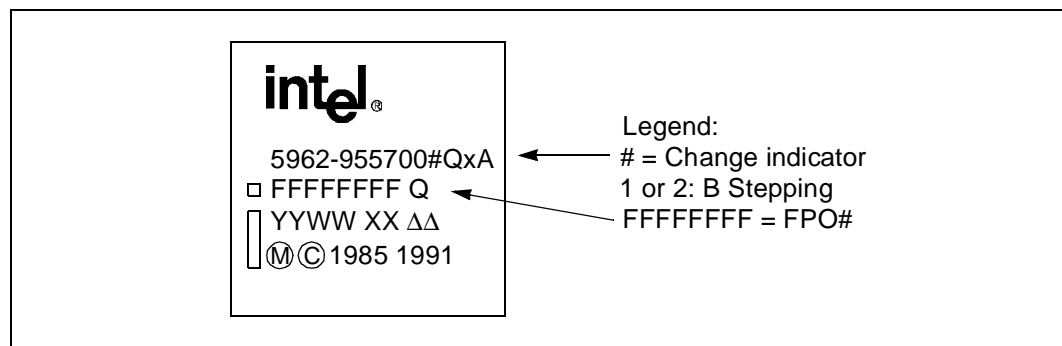 intel®
5962-955700#QxA
FFFFFFFF Q
YYWW XX ΔΔ
Ⓜ Ⓒ 1985 1991
Legend:
# = Change indicator
1 or 2: B Stepping
FFFFFFFF = FPO#